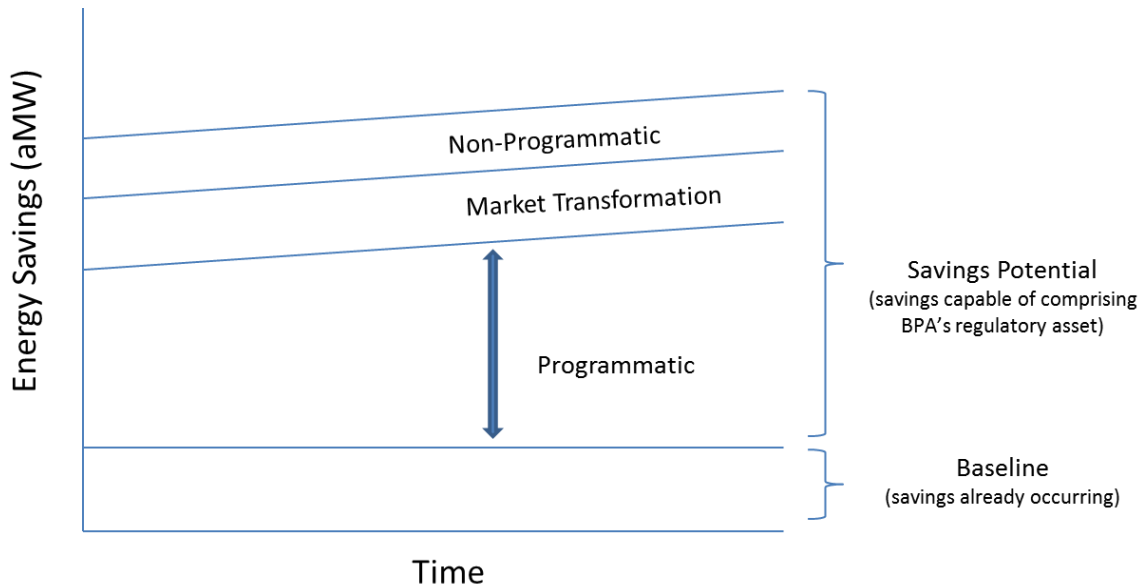 Energy Savings (aMW)
Non-Programmatic
Market Transformation
Programmatic
Savings Potential
(savings capable of comprising
BPA's regulatory asset)
Baseline
(savings already occurring)
Time